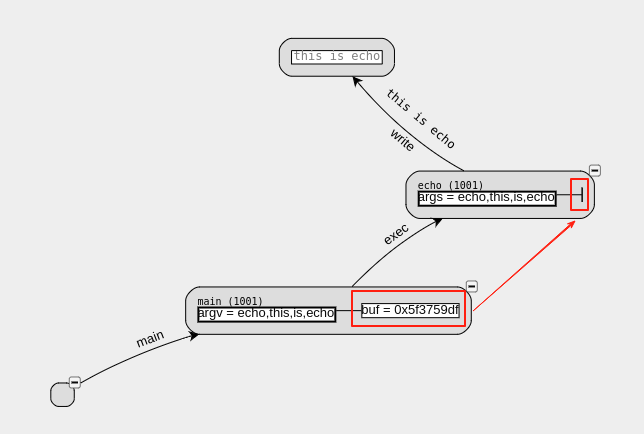 this is echo
this is echo
write
echo (1001)
args = echo,this,is,echo
exec
main (1001)
argv = echo,this,is,echo
buf = 0x5f3759df
main